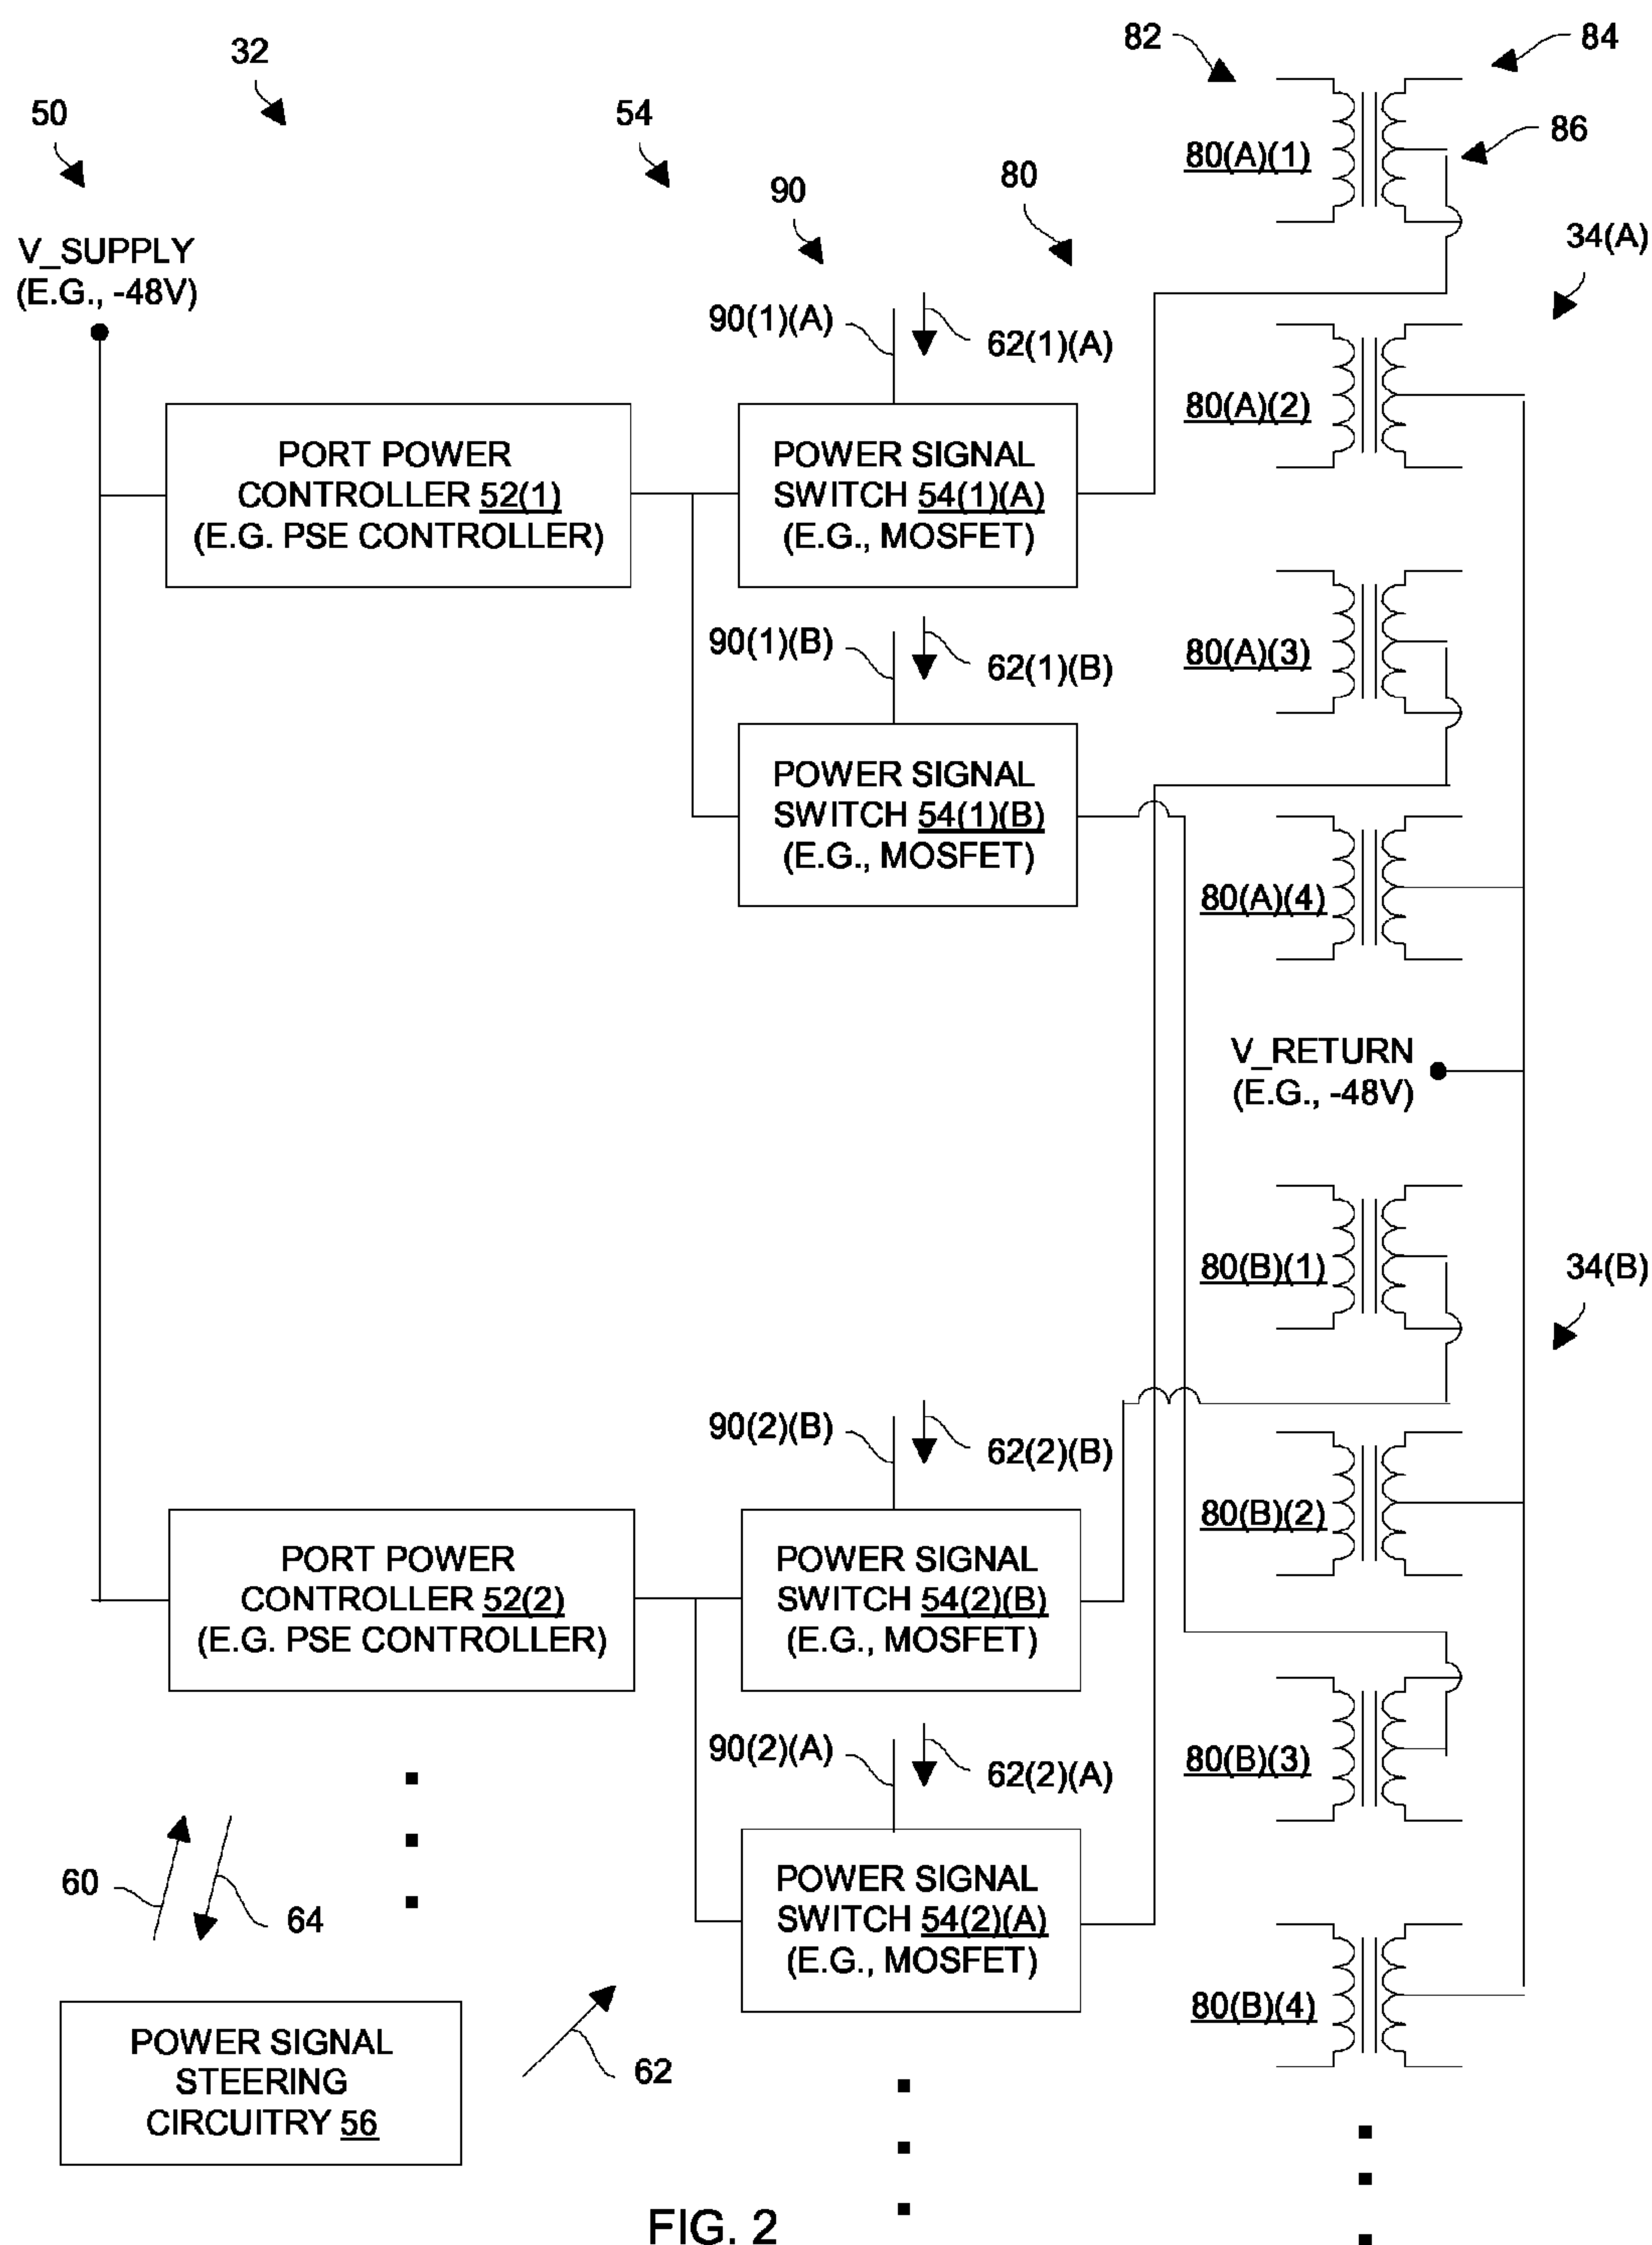 32
82
84
50
54
86
90
80
80(A)(1)
V_SUPPLY
(E.G., -48V)
34(A)
90(1)(A)
62(1)(A)
80(A)(2)
PORT POWER
CONTROLLER 52(1)
(E.G. PSE CONTROLLER)
POWER SIGNAL
SWITCH 54(1)(A)
(E.G., MOSFET)
90(1)(B)
62(1)(B)
80(A)(3)
POWER SIGNAL
SWITCH 54(1)(B)
(E.G., MOSFET)
80(A)(4)
V_RETURN
(E.G., -48V)
80(B)(1)
34(B)
90(2)(B)
62(2)(B)
80(B)(2)
PORT POWER
CONTROLLER 52(2)
(E.G. PSE CONTROLLER)
POWER SIGNAL
SWITCH 54(2)(B)
(E.G., MOSFET)
90(2)(A)
62(2)(A)
80(B)(3)
60
64
POWER SIGNAL
SWITCH 54(2)(A)
(E.G., MOSFET)
80(B)(4)
POWER SIGNAL
STEERING
CIRCUITRY 56
62
FIG. 2